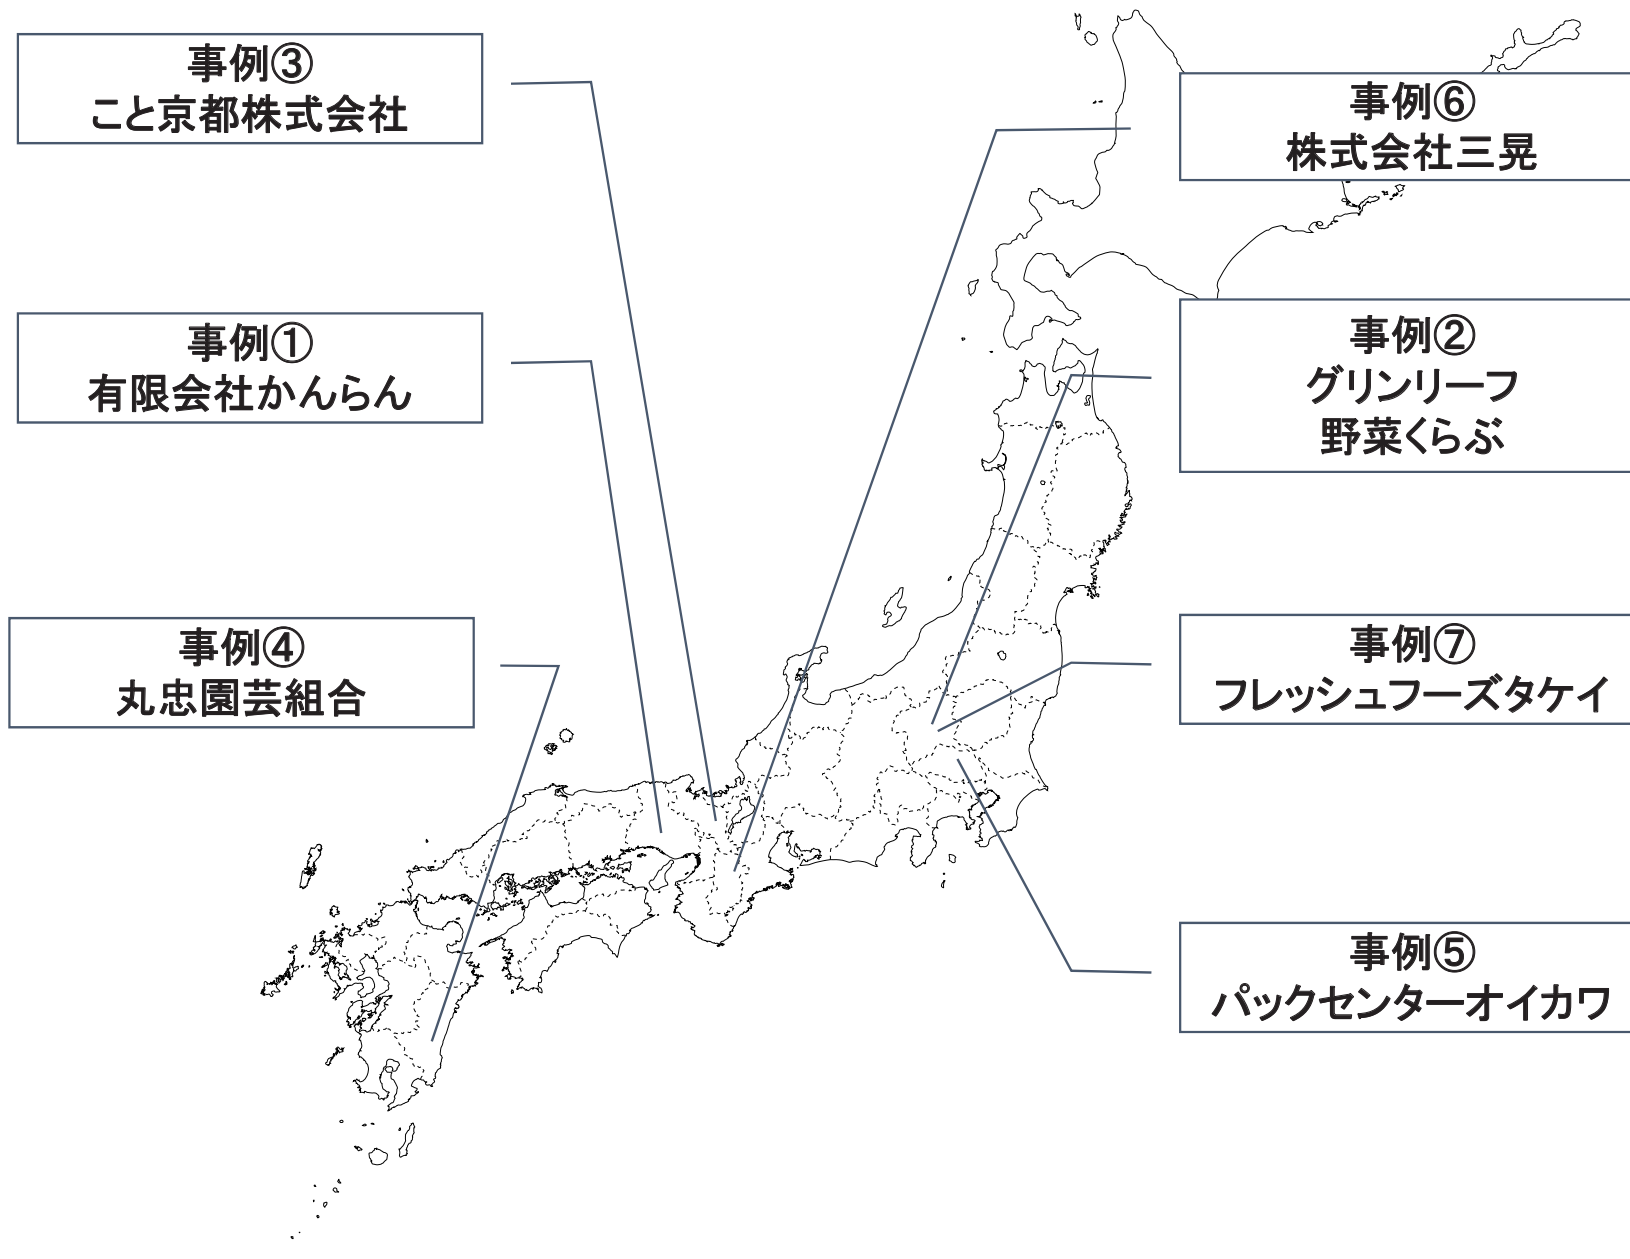 事例③
こと京都株式会社
事例①
有限会社かんらん
事例④
丸忠園芸組合
事例⑥
株式会社三晃
事例②
グリンリーフ
野菜くらぶ
事例⑦
フレッシュフーズタケイ
事例⑤
パックセンターオイカワ